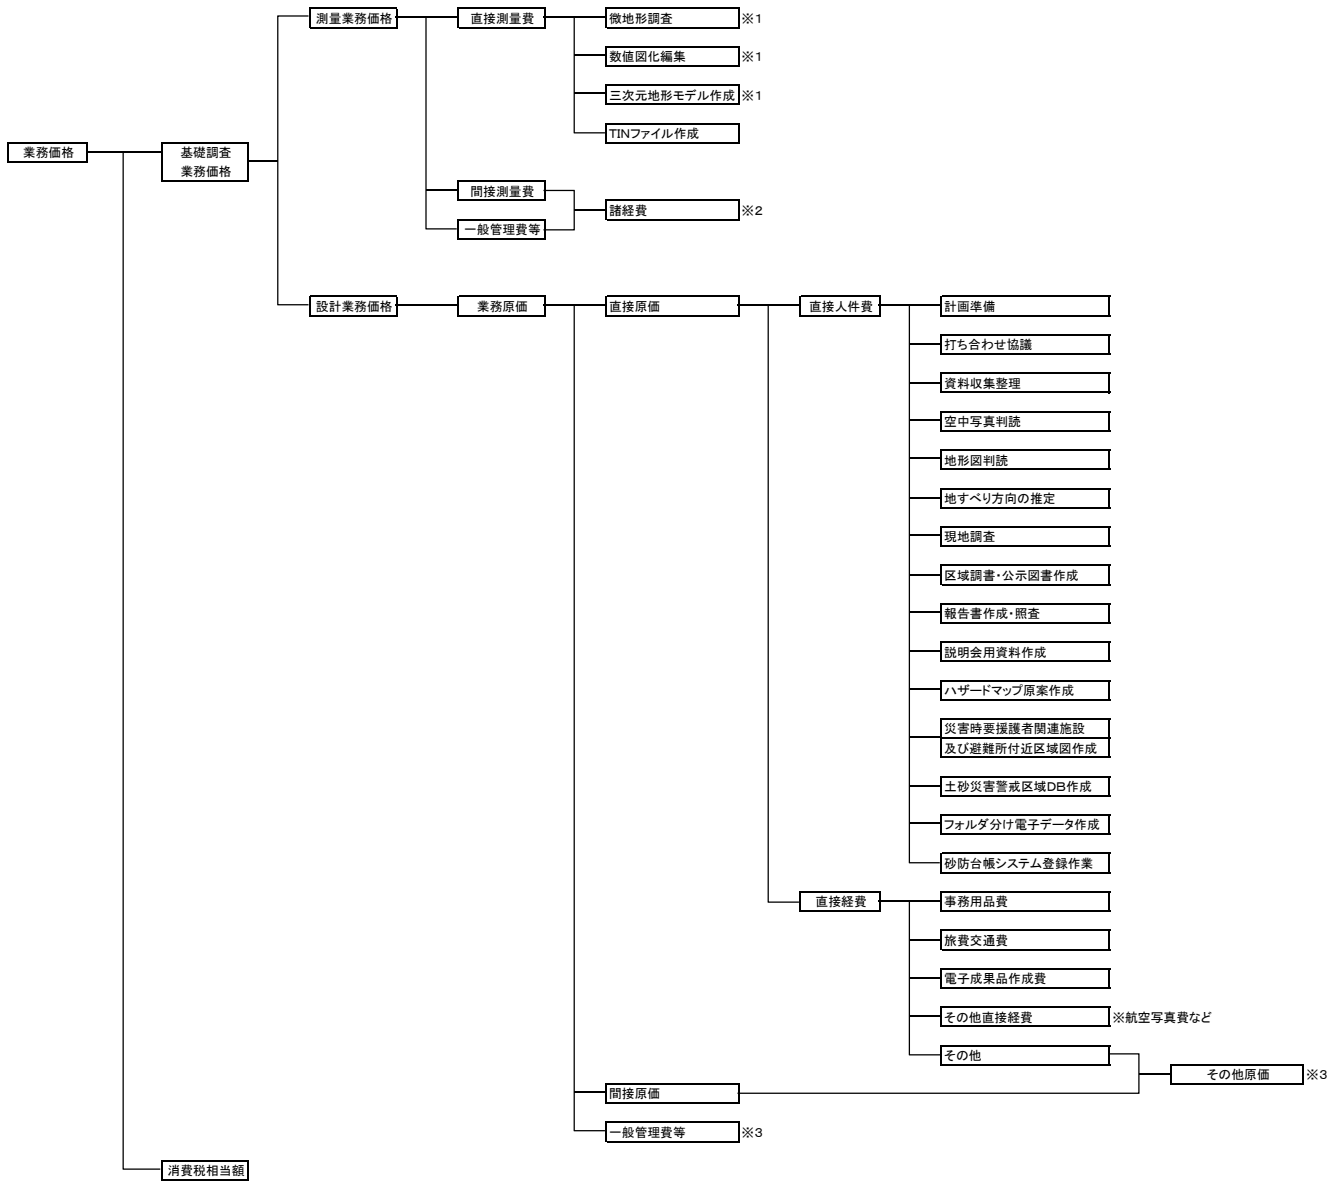 測量業務価格
直接測量費
微地形調査 ※1
数値図化編集 ※1
三次元地形モデル作成 ※1
TINファイル作成
業務価格
基礎調査
業務価格
間接測量費
諸経費 ※2
一般管理費等
設計業務価格
業務原価
直接原価
直接人件費
計画準備
打ち合わせ協議
資料収集整理
空中写真判読
地形図判読
地すべり方向の推定
現地調査
区域調書・公示図書作成
報告書作成・照査
説明会用資料作成
ハザードマップ原案作成
災害時要援護者関連施設
及び避難所付近区域図作成
土砂災害警戒区域DB作成
フォルダ分け電子データ作成
砂防台帳システム登録作業
直接経費
事務用品費
旅費交通費
電子成果品作成費
その他直接経費 ※航空写真費など
その他
その他原価 ※3
間接原価
一般管理費等 ※3
消費税相当額